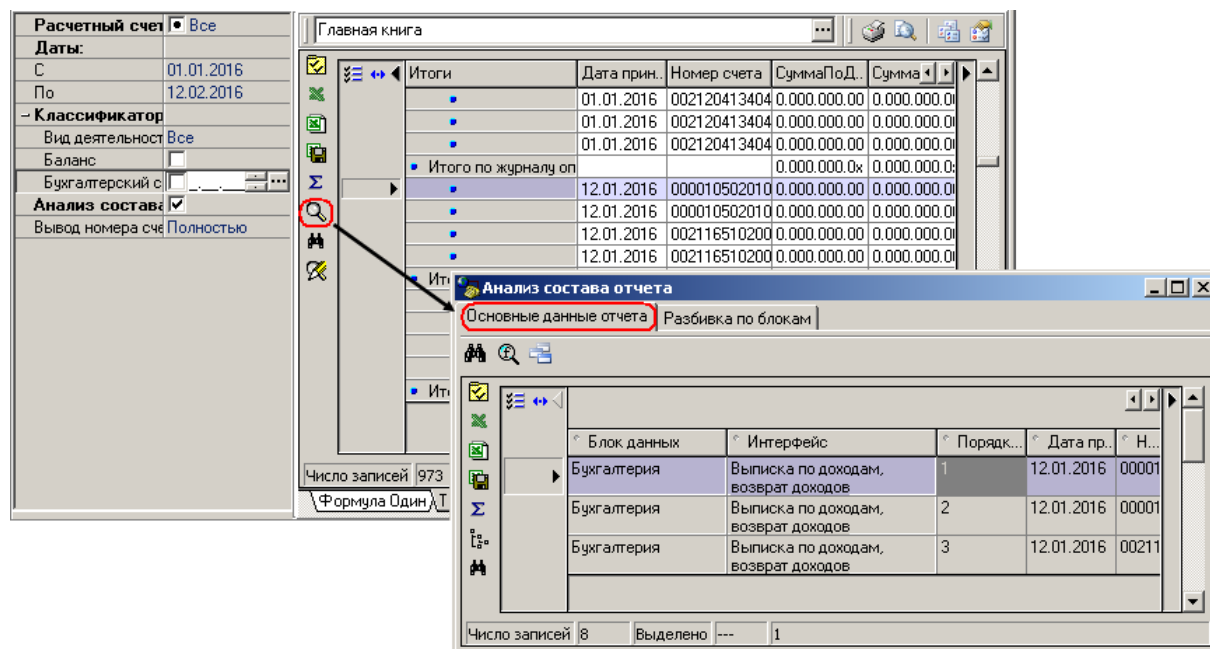 Расчетный счет Все
Даты:
С 01.01.2016
По 12.02.2016
Классификатор
Вид деятельност Все
Баланс
Бухгалтерский с _._._
Анализ состава
Вывод номера сче Полностью
Главная книга
Итоги Дата прин.. Номер счета СуммаПоД.. Сумма
01.01.2016 002120413404 0.000.000.00 0.000.000.0
01.01.2016 002120413404 0.000.000.00 0.000.000.0
01.01.2016 002120413404 0.000.000.00 0.000.000.0
Итого по журналу оп 0.000.000.0x 0.000.000.0
12.01.2016 000010502010 0.000.000.00 0.000.000.0
12.01.2016 000010502010 0.000.000.00 0.000.000.0
12.01.2016 002116510200 0.000.000.00 0.000.000.0
12.01.2016 002116510200 0.000.000.00 0.000.000.0
Ит
Ит
Число записей 973
Формула Один Т
Анализ состава отчета
Основные данные отчета Разбивка по блокам
Блок данных Интерфейс Порядк... Дата пр.. Н...
Бухгалтерия Выписка по доходам, возврат доходов 1 12.01.2016 00001
Бухгалтерия Выписка по доходам, возврат доходов 2 12.01.2016 00001
Бухгалтерия Выписка по доходам, возврат доходов 3 12.01.2016 00211
Число записей 8 Выделено --- 1